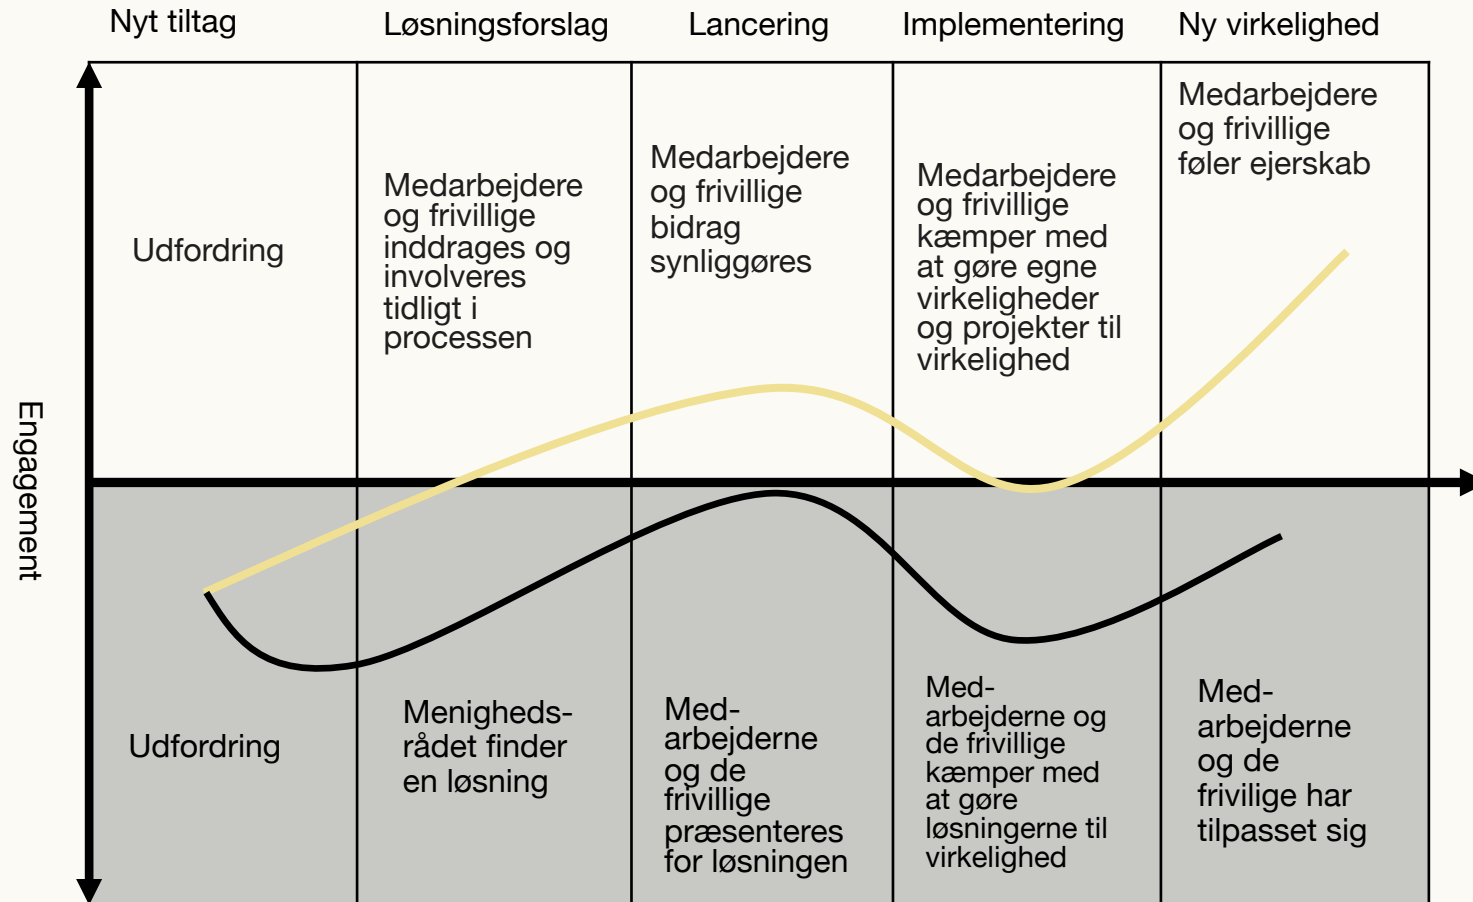 Nyt tiltag
Løsningsforslag
Lancering
Implementering
Ny virkelighed
Engagement
Udfordring
Medarbejdere
og frivillige
inddrages og
involveres
tidligt i
processen
Medarbejdere
og frivillige
bidrag
synliggøres
Medarbejdere
og frivillige
kæmper med
at gøre egne
virkeligheder
og projekter til
virkelighed
Medarbejdere
og frivillige
føler ejerskab
Udfordring
Menigheds-
rådet finder
en løsning
Med-
arbejderne
og de
frivillige
præsenteres
for løsningen
Med-
arbejderne og
de frivillige
kæmper med
at gøre
løsningerne til
virkelighed
Med-
arbejderne
og de
frivilige har
tilpasset sig